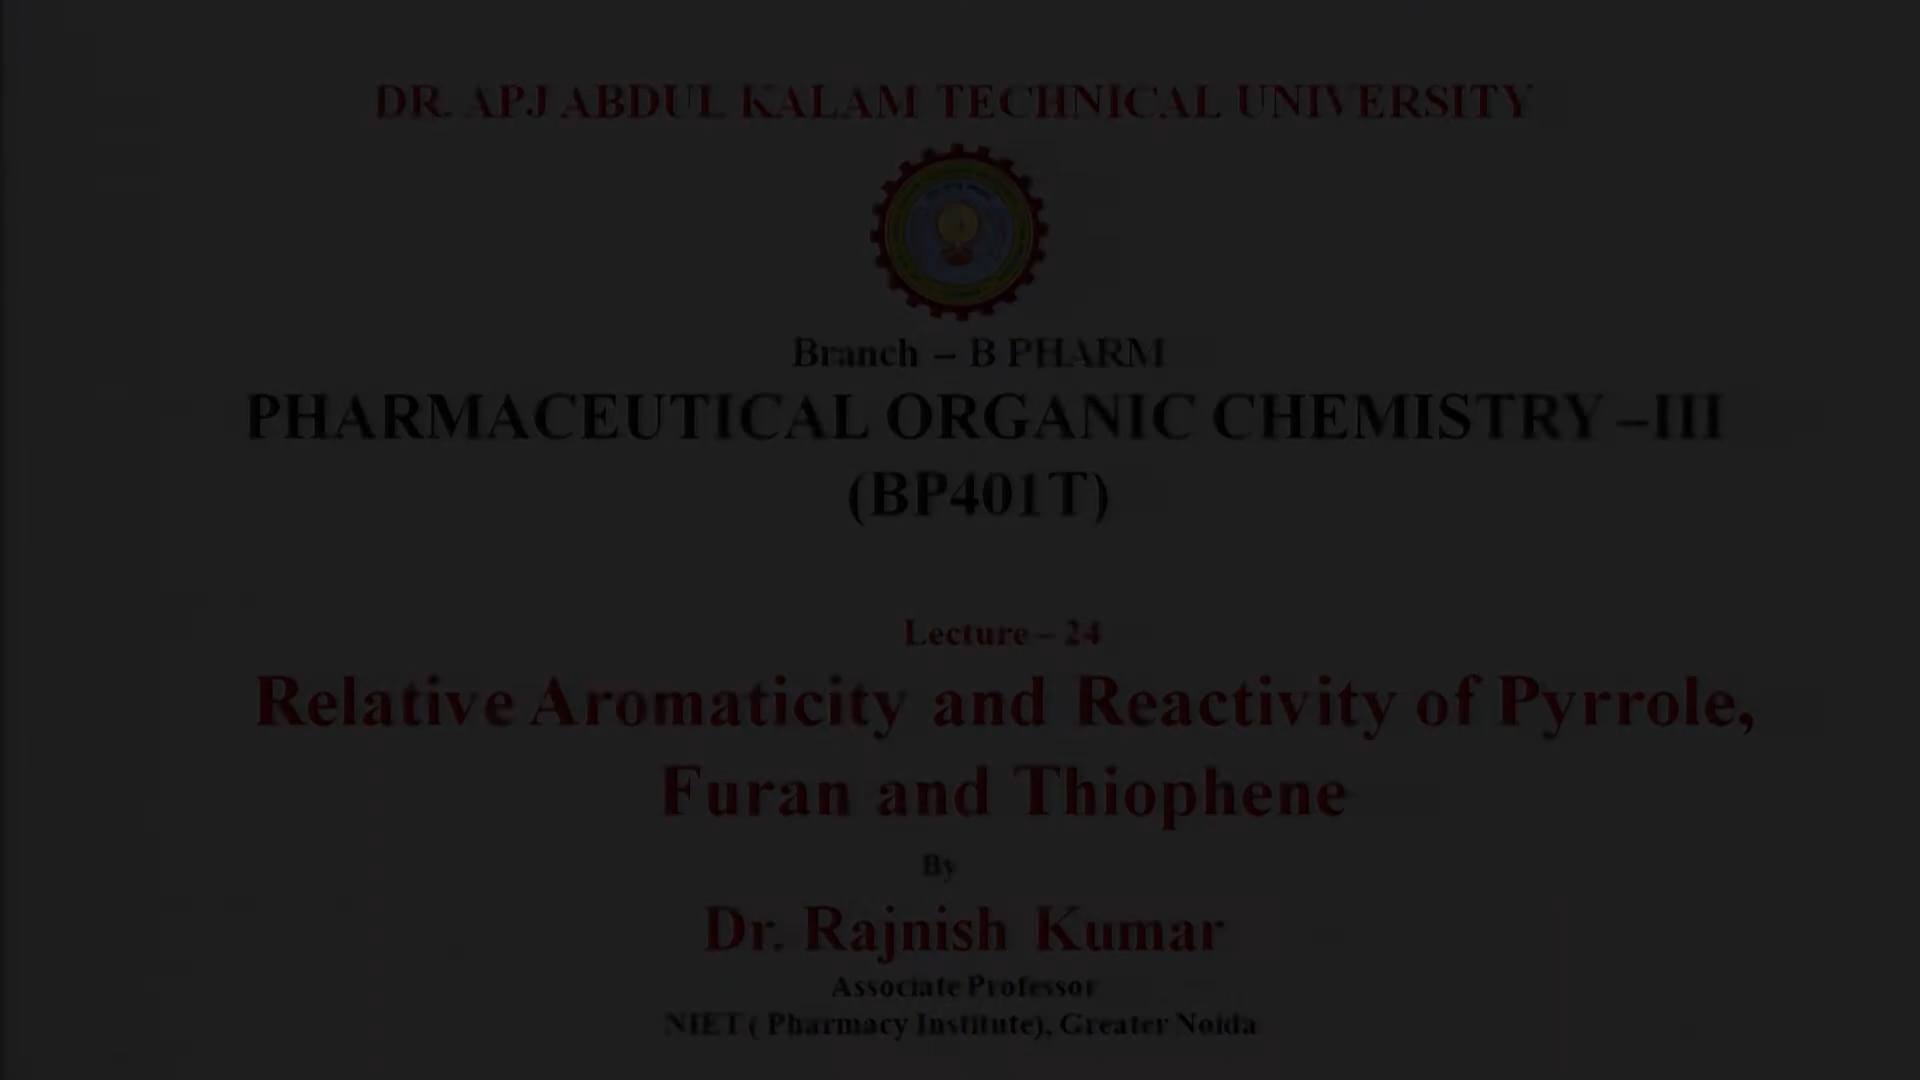 DR. APJ ABDUL KALAM TECHNICAL UNIVERSITY
Branch – B PHARM
PHARMACEUTICAL ORGANIC CHEMISTRY –III
(BP401T)
Lecture – 24
Relative Aromaticity and Reactivity of Pyrrole,
Furan and Thiophene
By
Dr. Rajnish Kumar
Associate Professor
NIET ( Pharmacy Institute), Greater Noida